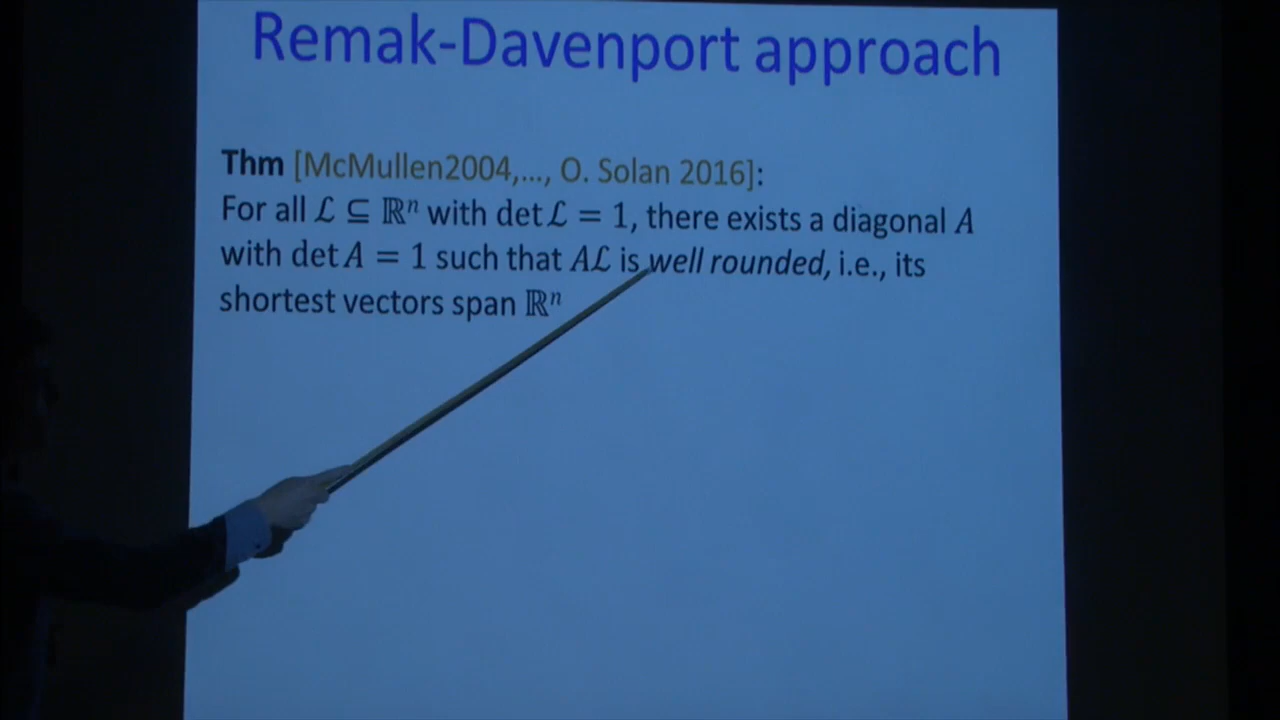 Remak-Davenport approach
Thm [McMullen2004,..., O. Solan 2016]:
For all ℒ ⊆ ℝⁿ with det ℒ = 1, there exists a diagonal A
with det A = 1 such that Aℒ is well rounded, i.e., its
shortest vectors span ℝⁿ